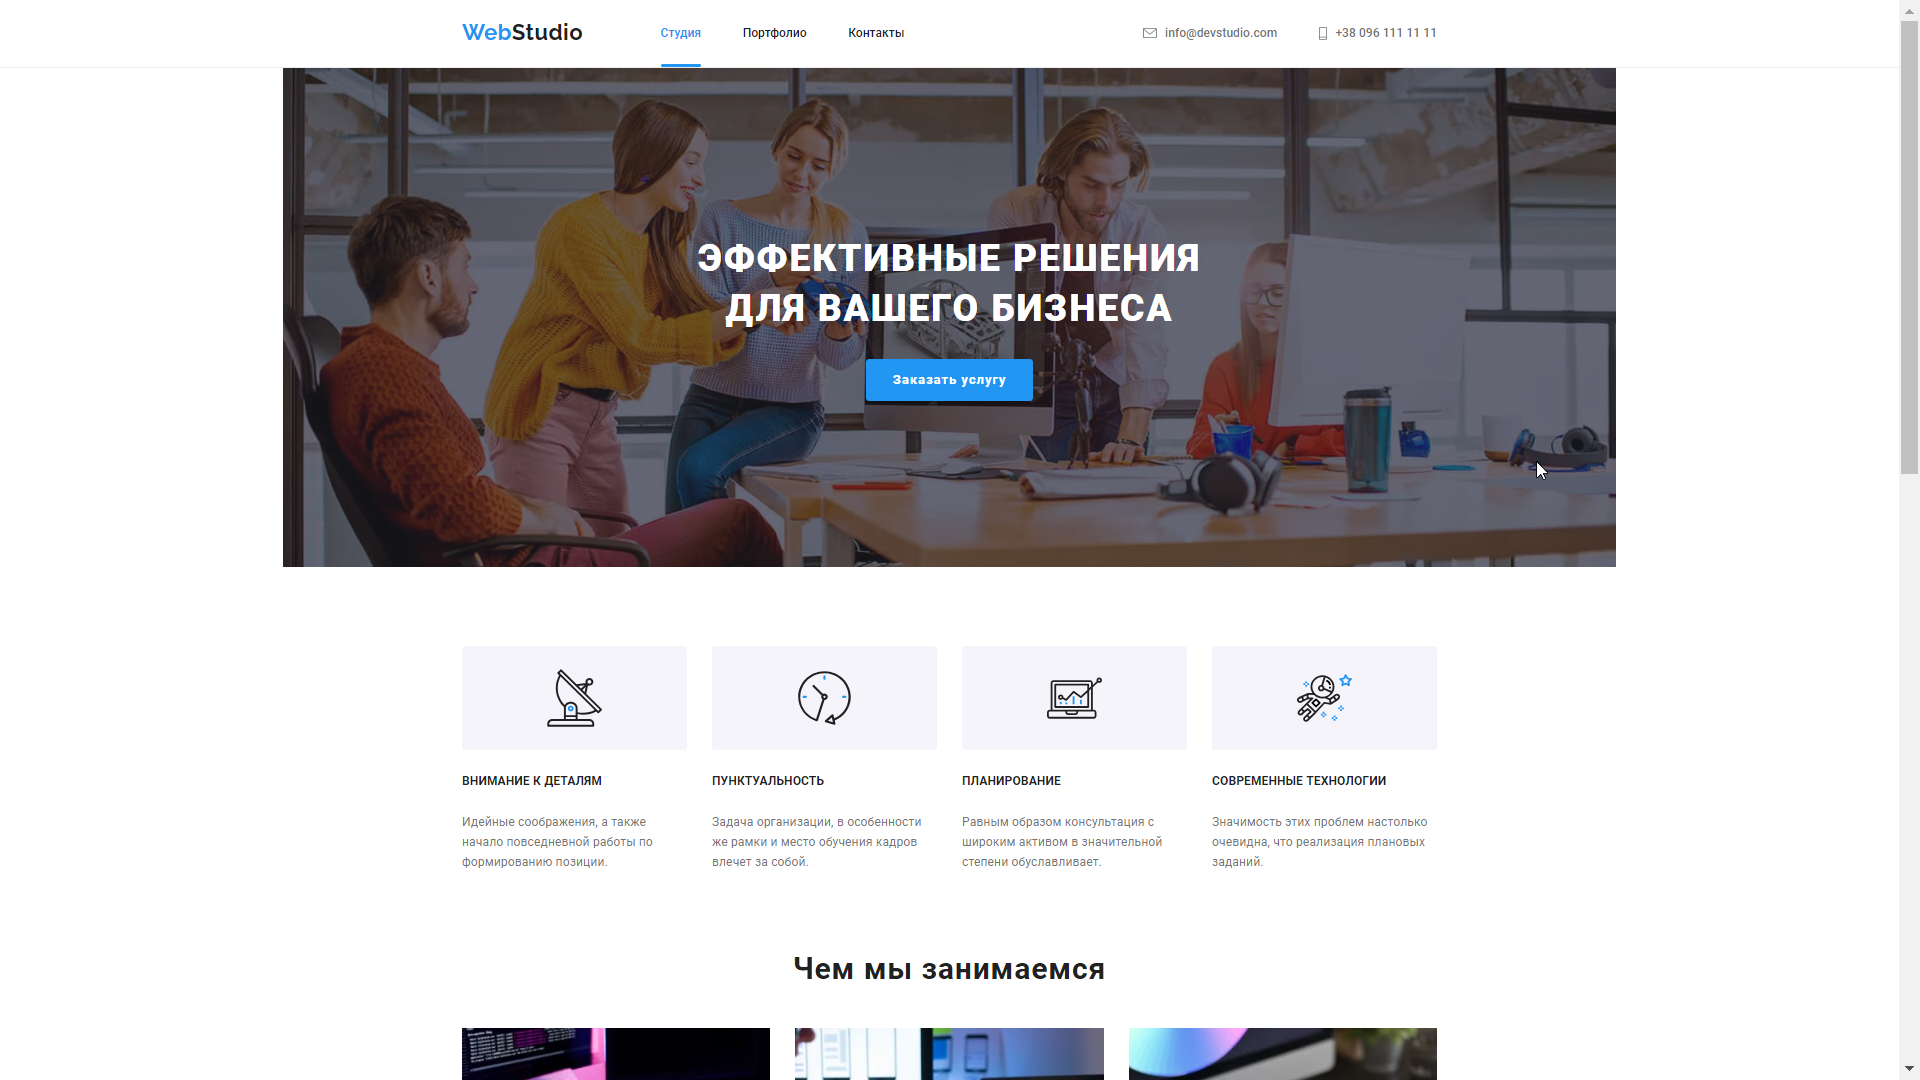 WebStudio
Студия
Портфолио
Контакты
info@devstudio.com
+38 096 111 11 11
ЭФФЕКТИВНЫЕ РЕШЕНИЯ
ДЛЯ ВАШЕГО БИЗНЕСА
Заказать услугу
ВНИМАНИЕ К ДЕТАЛЯМ
Идейные соображения, а также
начало повседневной работы по
формированию позиции.
ПУНКТУАЛЬНОСТЬ
Задача организации, в особенности
же рамки и место обучения кадров
влечет за собой.
ПЛАНИРОВАНИЕ
Равным образом консультация с
широким активом в значительной
степени обуславливает.
СОВРЕМЕННЫЕ ТЕХНОЛОГИИ
Значимость этих проблем настолько
очевидна, что реализация плановых
заданий.
Чем мы занимаемся